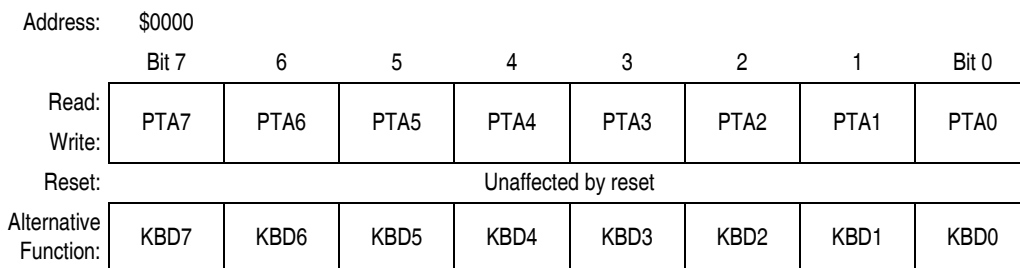 Address: $0000
Bit 7 6 5 4 3 2 1 Bit 0
Read:
PTA7 PTA6 PTA5 PTA4 PTA3 PTA2 PTA1 PTA0
Write:
Reset: Unaffected by reset
Alternative
Function: KBD7 KBD6 KBD5 KBD4 KBD3 KBD2 KBD1 KBD0